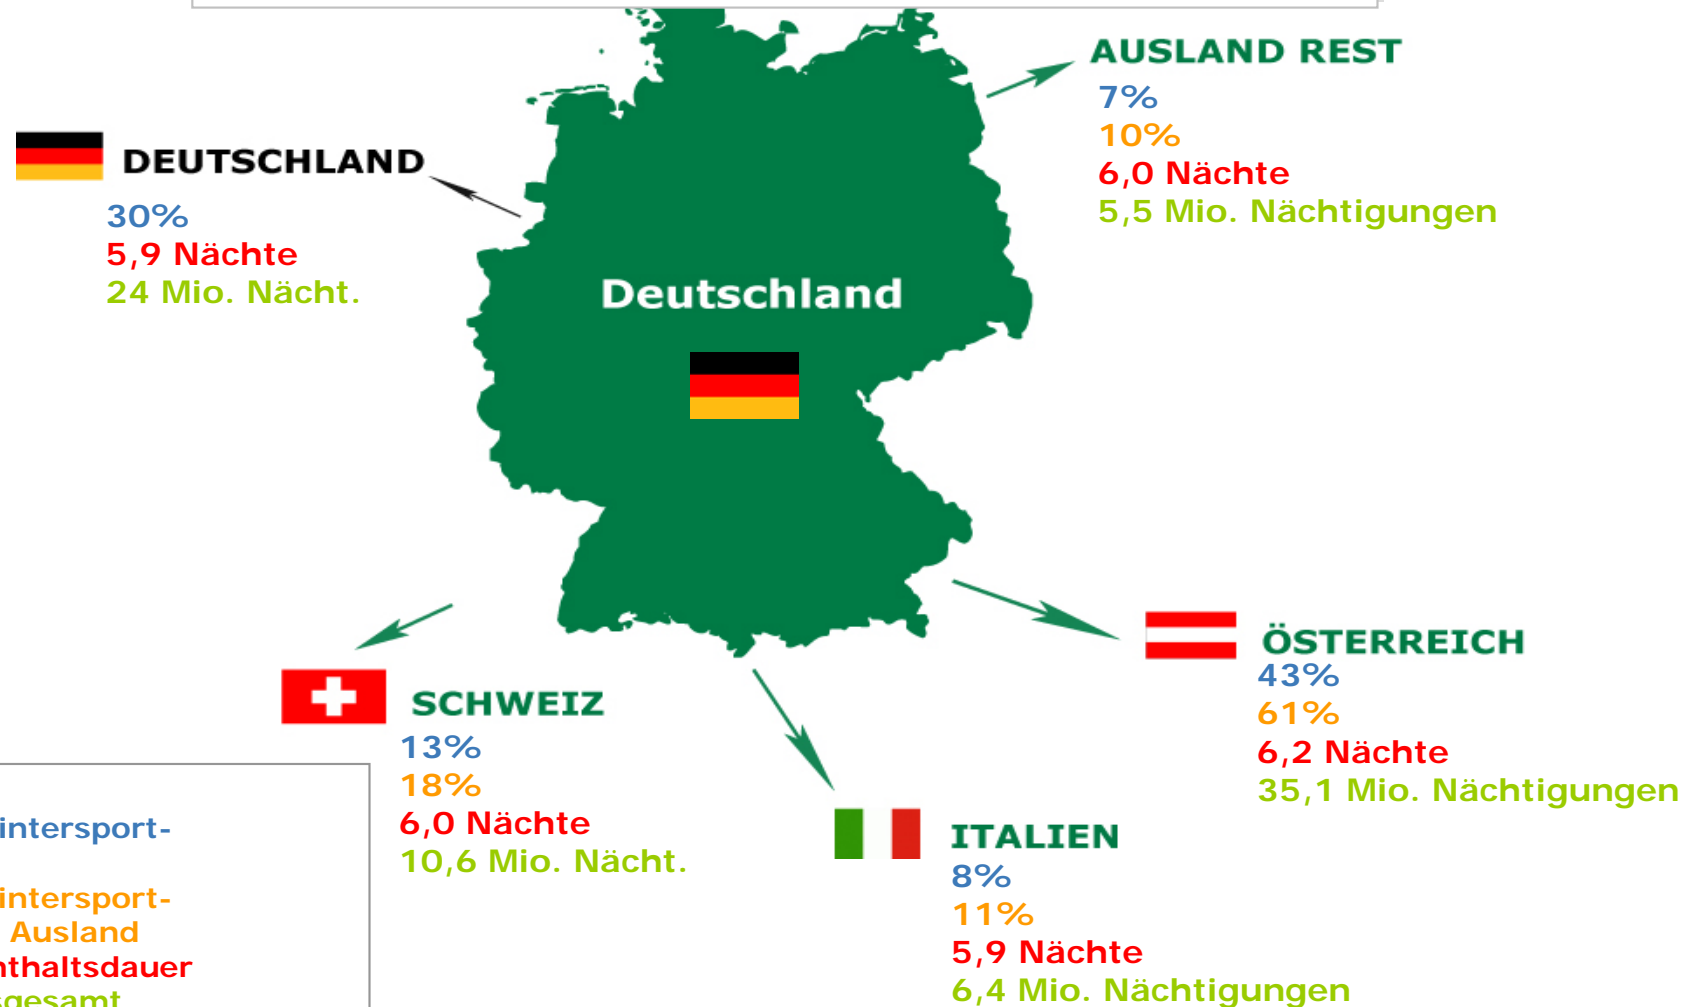 AUSLAND REST
7%
10%
6,0 Nächte
5,5 Mio. Nächtigungen
DEUTSCHLAND
30%
5,9 Nächte
24 Mio. Nächt.
Deutschland
ÖSTERREICH
43%
61%
6,2 Nächte
35,1 Mio. Nächtigungen
SCHWEIZ
13%
18%
6,0 Nächte
10,6 Mio. Nächt.
ITALIEN
8%
11%
5,9 Nächte
6,4 Mio. Nächtigungen
intersport-
intersport-
Ausland
nthaltsdauer
sgesamt